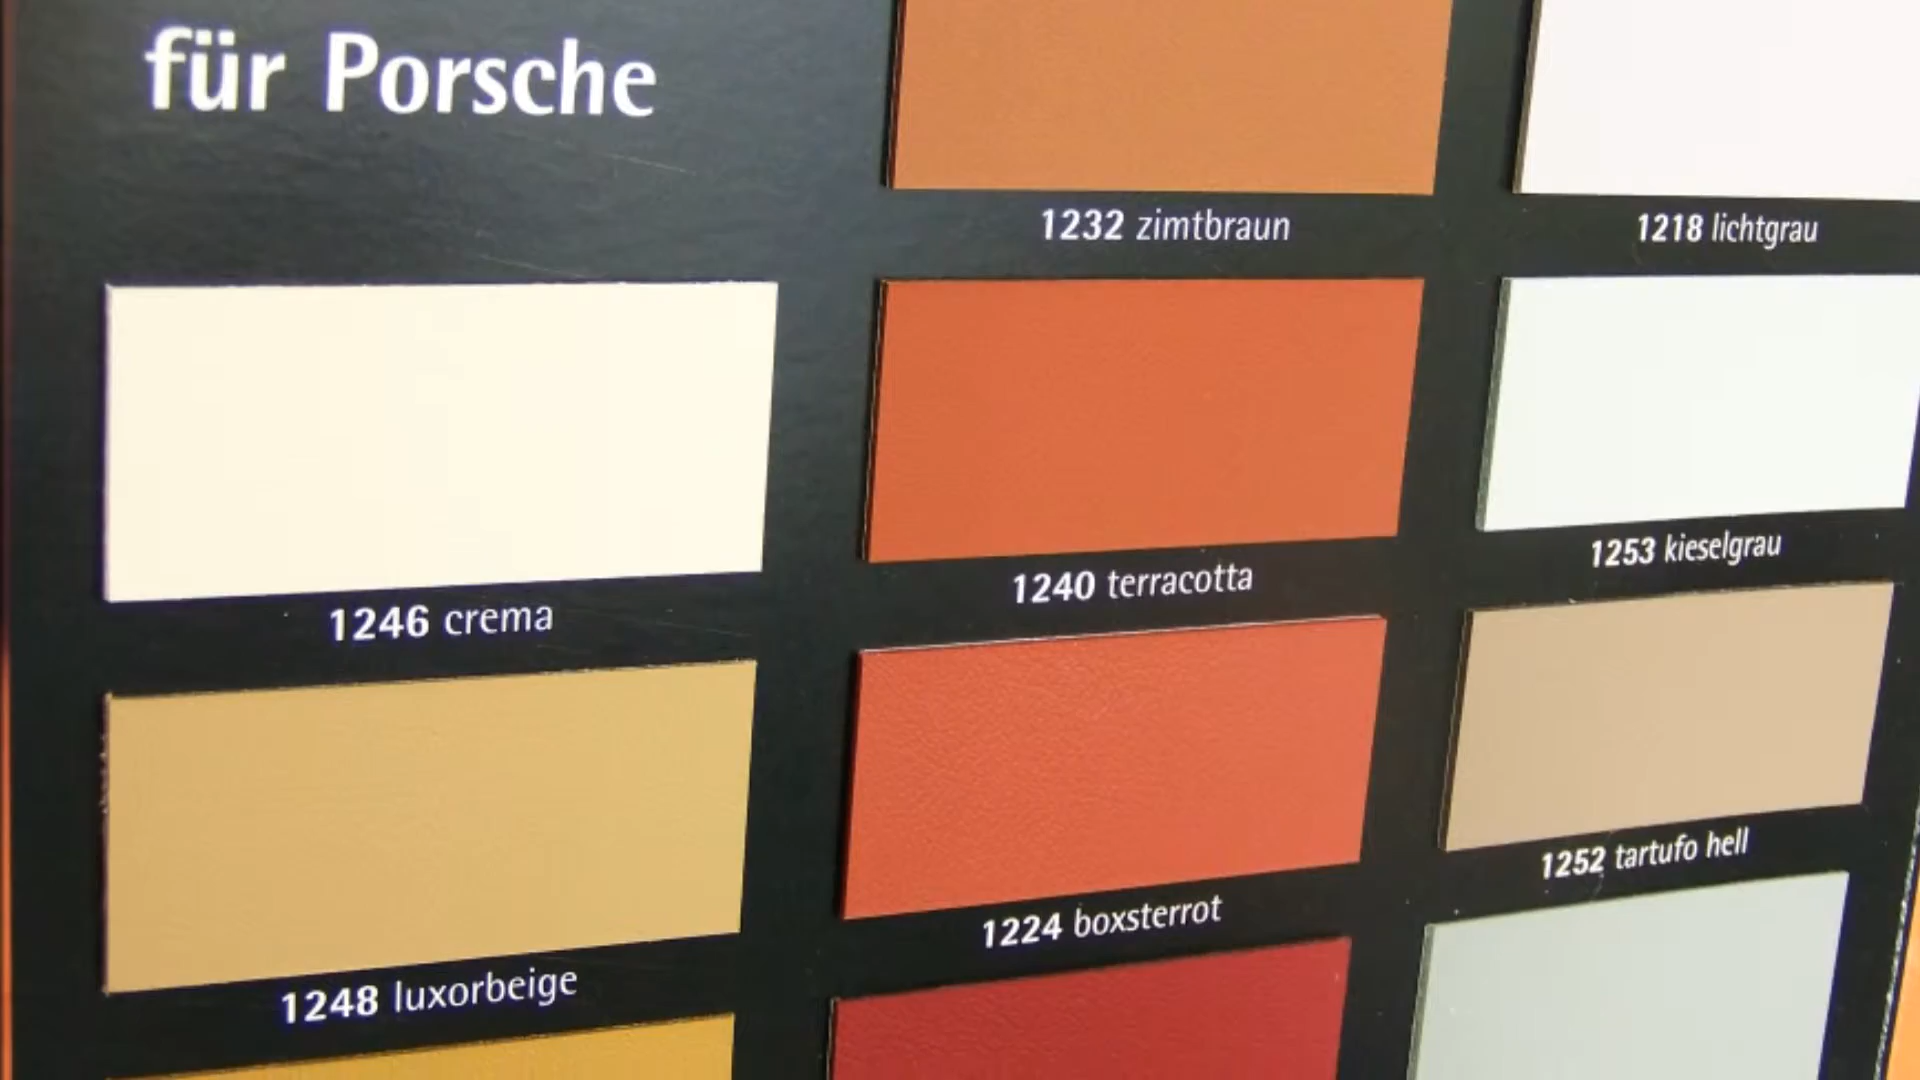 für Porsche
1232 zimtbraun
1218 lichtgrau
1246 crema
1240 terracotta
1253 kieselgrau
1248 luxorbeige
1224 boxsterrot
1252 tartufo hell